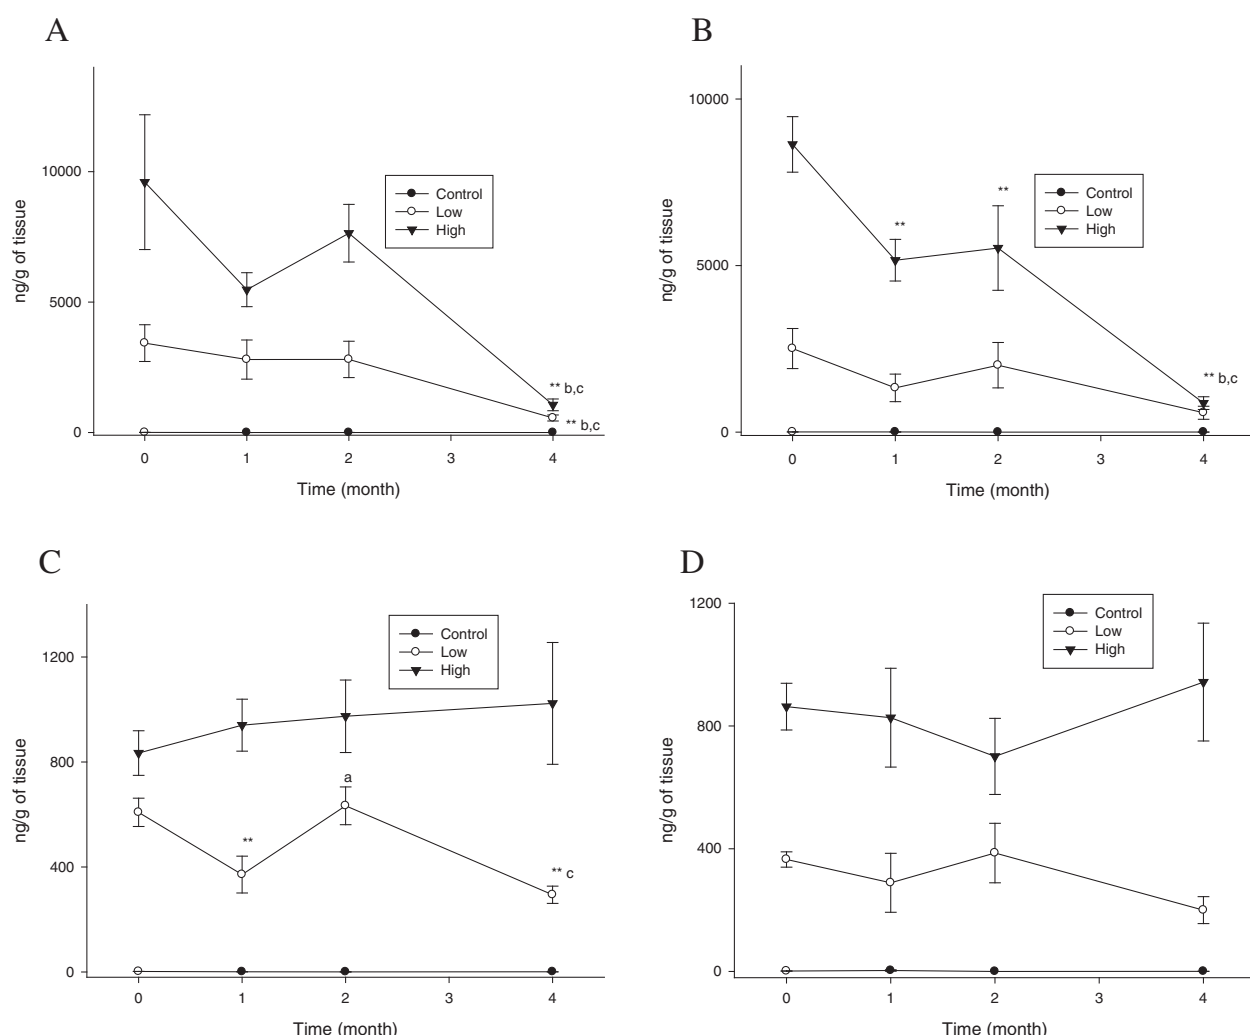 A
10000
5000
0
ng/g of tissue
Control
Low
High
** b,c
** b,c
0 1 2 3 4
Time (month)
B
10000
5000
0
ng/g of tissue
**
**
Control
Low
High
** b,c
0 1 2 3 4
Time (month)
C
1200
800
400
0
ng/g of tissue
Control
Low
High
a
**
** c
0 1 2 3 4
Time (month)
D
1200
800
400
0
ng/g of tissue
Control
Low
High
0 1 2 3 4
Time (month)